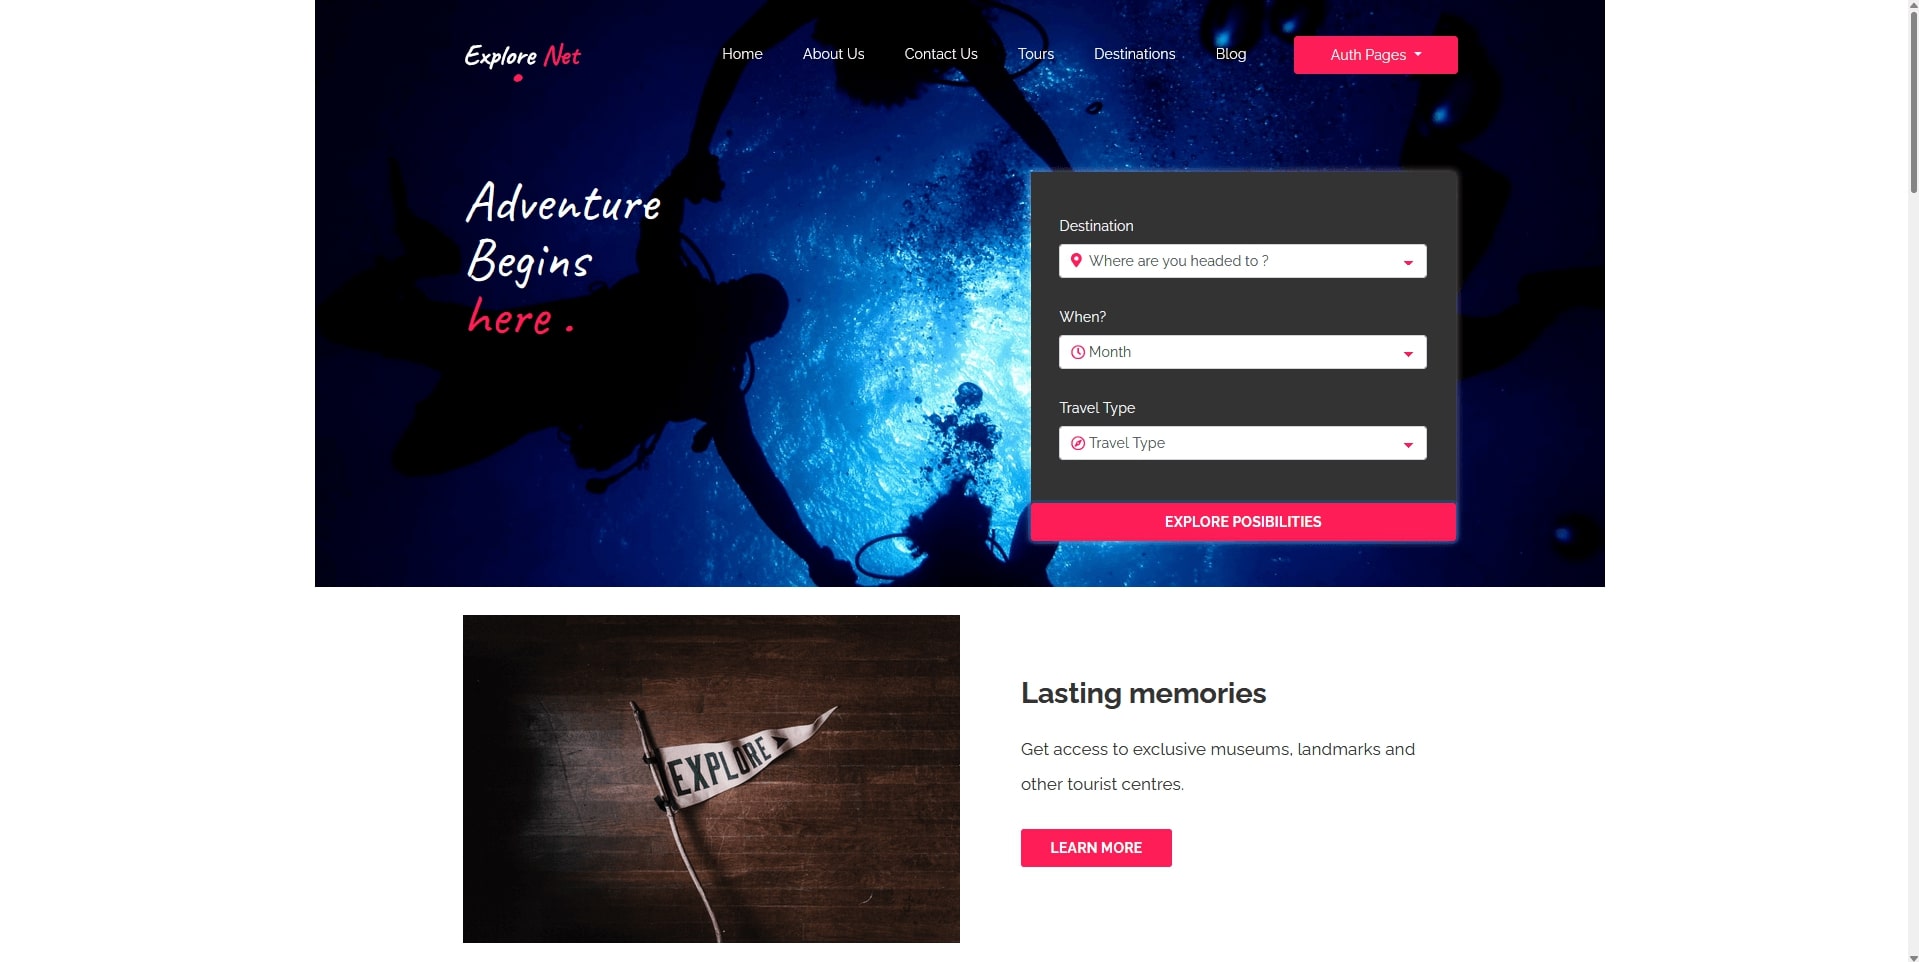 Explore Net
Home
About Us
Contact Us
Tours
Destinations
Blog
Auth Pages
Adventure
Begins
here .
Destination
Where are you headed to ?
When?
Month
Travel Type
Travel Type
EXPLORE POSIBILITIES
EXPLORE
Lasting memories
Get access to exclusive museums, landmarks and
other tourist centres.
LEARN MORE